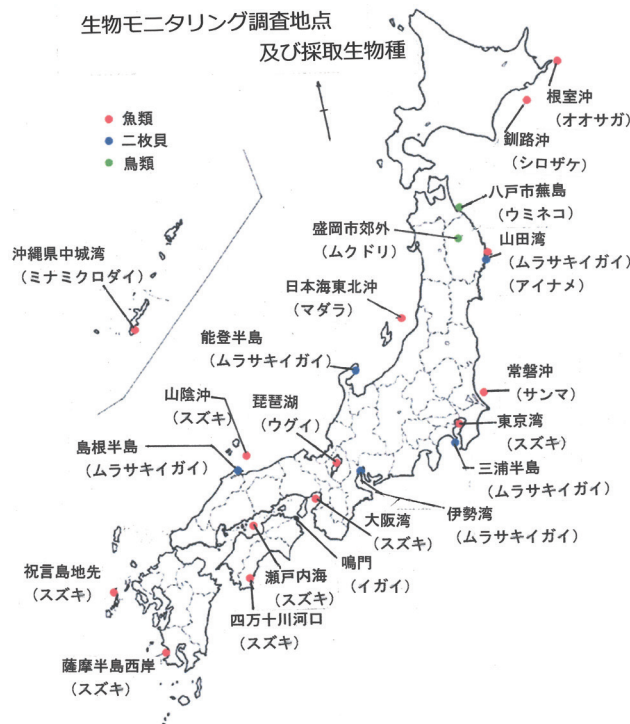 生物モニタリング調査地点
及び採取生物種
魚類
二枚貝
鳥類
根室沖
(オオサガ)
釧路沖
(シロザケ)
八戸市蕪島
(ウミネコ)
盛岡市郊外
(ムクドリ)
山田湾
(ムラサキイガイ)
(アイナメ)
沖縄県中城湾
(ミナミクロダイ)
日本海東北沖
(マダラ)
能登半島
(ムラサキイガイ)
常磐沖
(サンマ)
山陰沖
(スズキ)
琵琶湖
(ウグイ)
東京湾
(スズキ)
島根半島
(ムラサキイガイ)
三浦半島
(ムラサキイガイ)
大阪湾
(スズキ)
伊勢湾
(ムラサキイガイ)
鳴門
(イガイ)
瀬戸内海
(スズキ)
祝言島地先
(スズキ)
四万十川河口
(スズキ)
薩摩半島西岸
(スズキ)